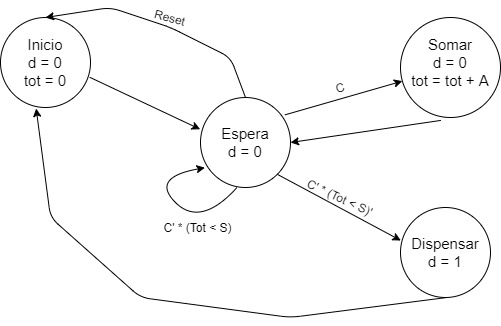 Reset
Inicio
d = 0
tot = 0
Somar
d = 0
tot = tot + A
C
Espera
d = 0
C' * (Tot < S)
C' * (Tot < S)'
Dispensar
d = 1